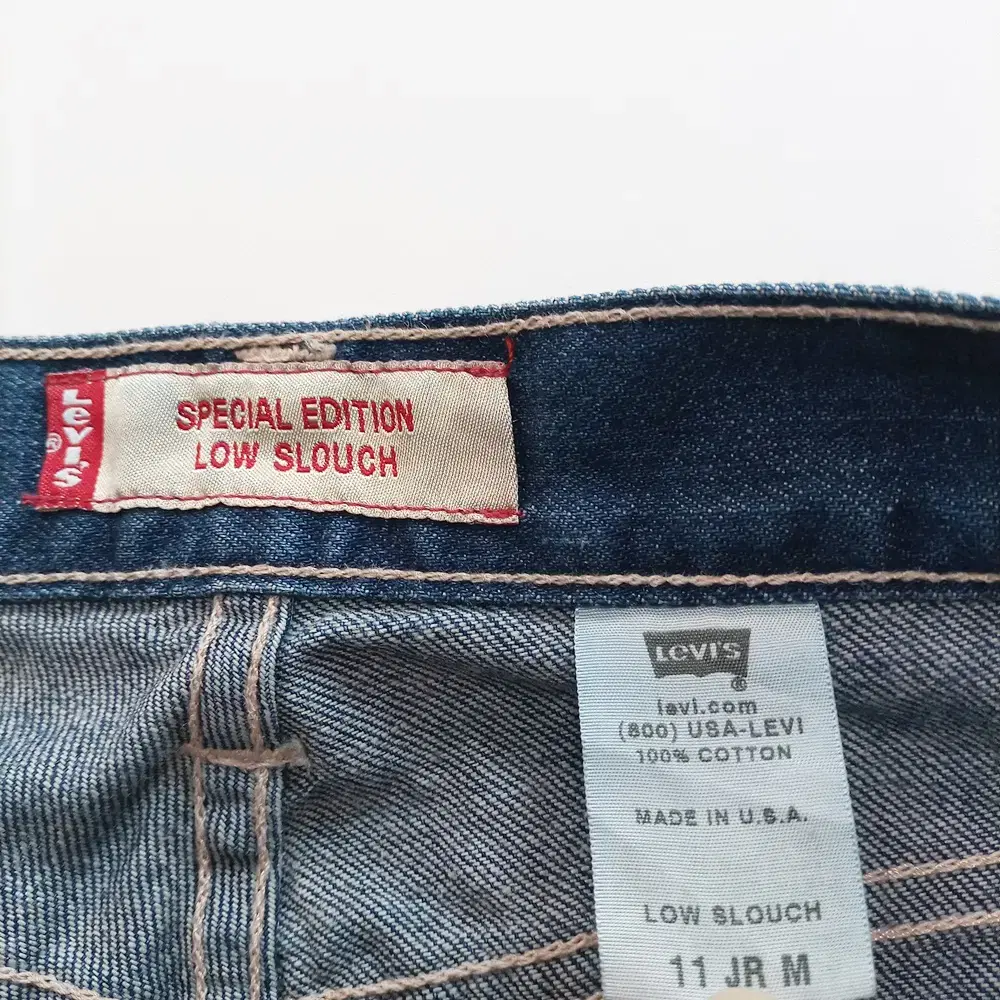 LEVI'S®
SPECIAL EDITION
LOW SLOUCH
LEVI'S®
levi.com
(800) USA-LEVI
100% COTTON
MADE IN U.S.A.
LOW SLOUCH
11 JR M